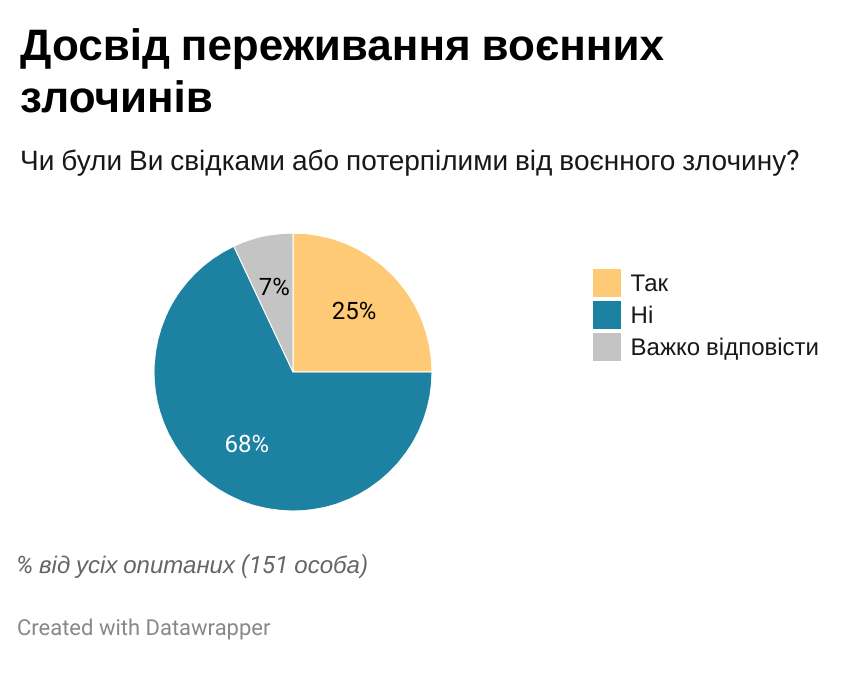 Досвід переживання воєнних
злочинів
Чи були Ви свідками або потерпілими від воєнного злочину?
7%
25%
68%
Так
Ні
Важко відповісти
% від усіх опитаних (151 особа)
Created with Datawrapper